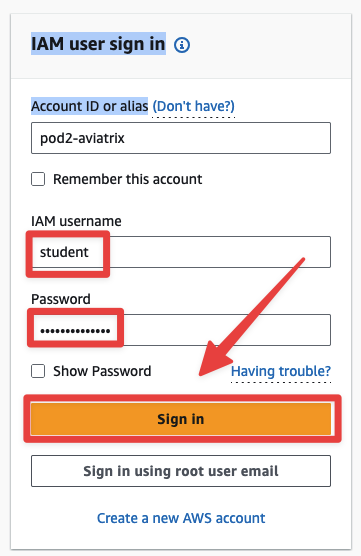 IAM user sign in
Account ID or alias (Don't have?)
pod2-aviatrix
Remember this account
IAM username
student
Password
••••••••••••••
Show Password
Having trouble?
Sign in
Sign in using root user email
Create a new AWS account